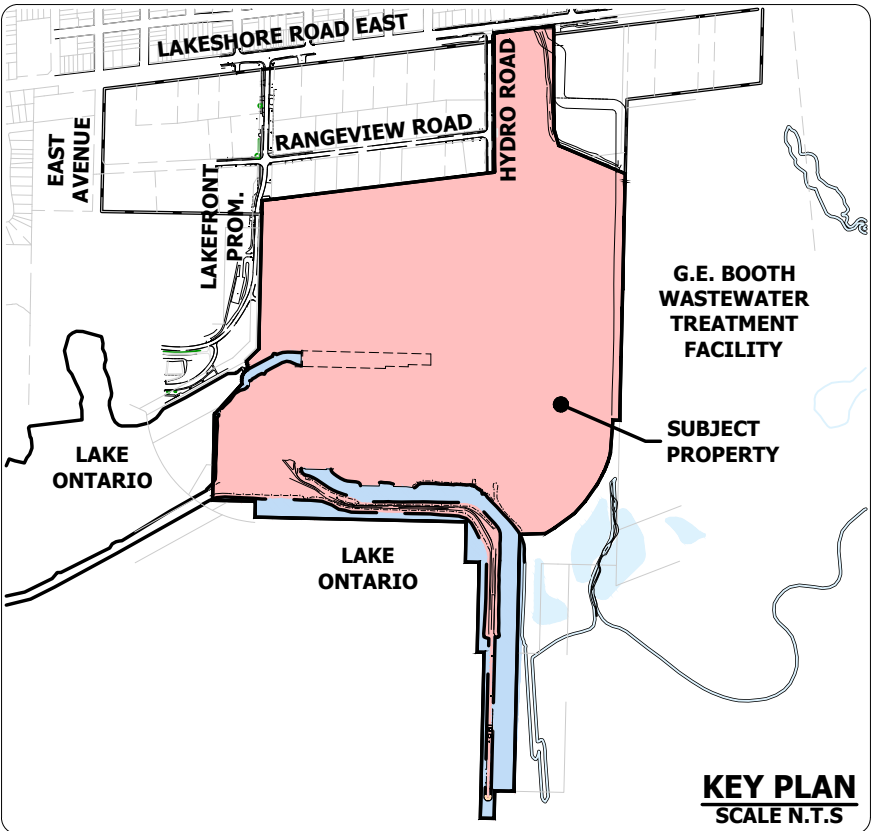 LAKESHORE ROAD EAST
HYDRO ROAD
RANGEVIEW ROAD
EAST
AVENUE
LAKEFRONT
PROM.
G.E. BOOTH
WASTEWATER
TREATMENT
FACILITY
SUBJECT
PROPERTY
LAKE
ONTARIO
LAKE
ONTARIO
KEY PLAN
SCALE N.T.S